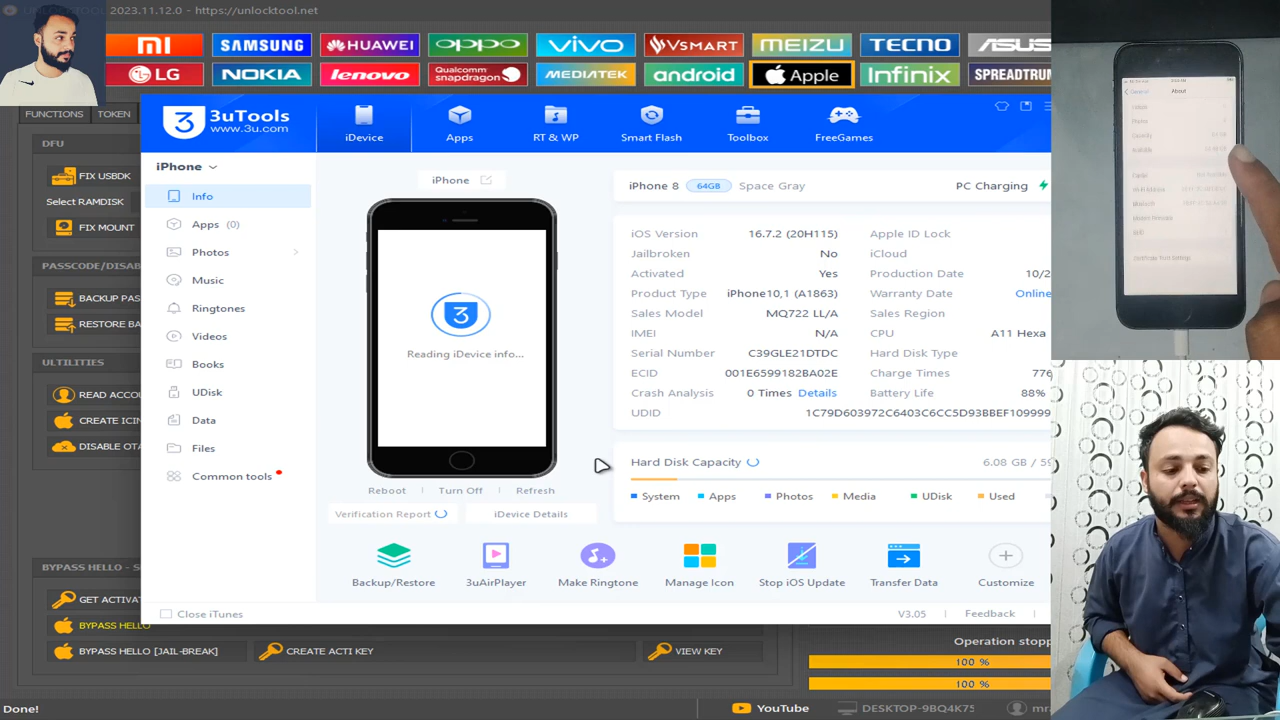 2023.11.12.0 > https://unlocktool.net
MI
SAMSUNG
HUAWEI
OPPO
VIVO
VSMART
MEIZU
TECNO
ASUS
LG
NOKIA
lenovo
Qualcomm snapdragon
MEDIATEK
android
Apple
Infinix
SPREADTRUM
FUNCTIONS
TOKEN
DFU
FIX USBDK
Select RAMDISK
FIX MOUNT
PASSCODE/DISAB
BACKUP PAS
RESTORE BA
ULTILITIES
READ ACCOU
CREATE ICIN
DISABLE OTA
BYPASS HELLO - S
GET ACTIVAT
BYPASS HELLO
BYPASS HELLO [JAIL-BREAK]
CREATE ACTI KEY
VIEW KEY
Operation stopp
100 %
100 %
Done!
YouTube
DESKTOP-9BQ4K75
3
3uTools
www.3u.com
iDevice
Apps
RT & WP
Smart Flash
Toolbox
FreeGames
iPhone
Info
Apps (0)
Photos
Music
Ringtones
Videos
Books
UDisk
Data
Files
Common tools
iPhone
3
Reading iDevice info...
Reboot
Turn Off
Refresh
Verification Report
iDevice Details
iPhone 8 64GB Space Gray
PC Charging
iOS Version 16.7.2 (20H115)
Apple ID Lock
Jailbroken No
iCloud
Activated Yes
Production Date 10/2
Product Type iPhone10,1 (A1863)
Warranty Date Online
Sales Model MQ722 LL/A
Sales Region
IMEI N/A
CPU A11 Hexa
Serial Number C39GLE21DTDC
Hard Disk Type
ECID 001E6599182BA02E
Charge Times 776
Crash Analysis 0 Times Details
Battery Life 88%
UDID 1C79D603972C6403C6CC5D93BBEF109999
Hard Disk Capacity 6.08 GB / 59
System
Apps
Photos
Media
UDisk
Used
Backup/Restore
3uAirPlayer
Make Ringtone
Manage Icon
Stop iOS Update
Transfer Data
Customize
Close iTunes
V3.05
Feedback
General
About